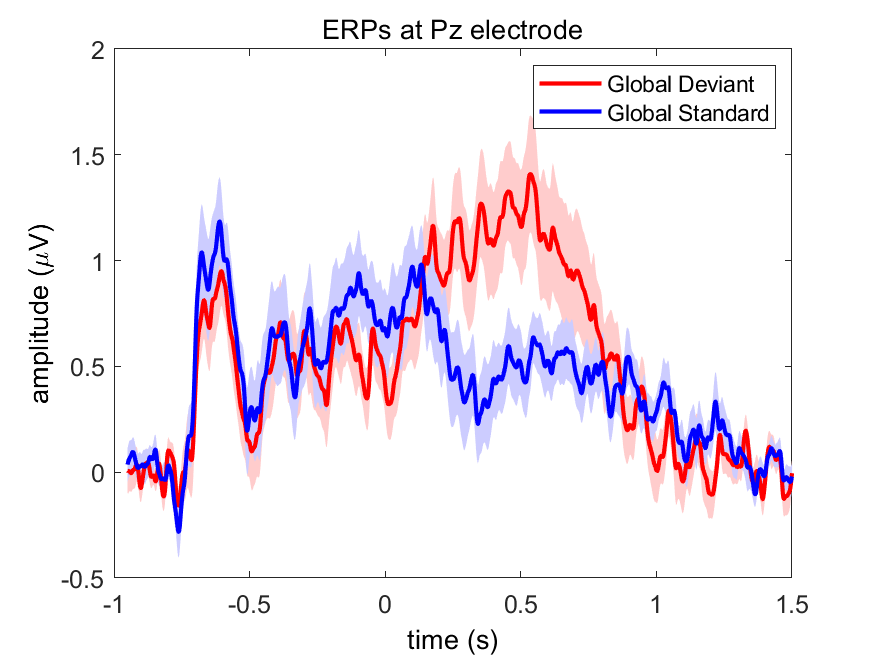 ERPs at Pz electrode
Global Deviant
Global Standard
2
1.5
1
0.5
0
-0.5
amplitude (μV)
-1
-0.5
0
0.5
1
1.5
time (s)